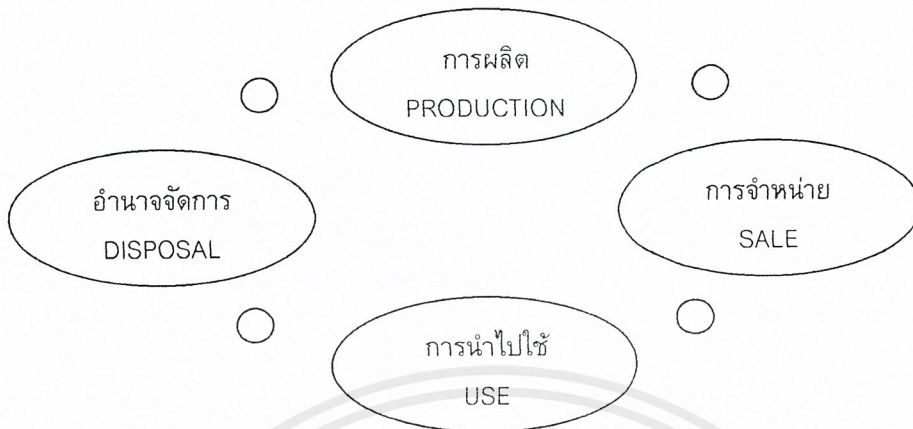 การผลิต
PRODUCTION
อำนาจจัดการ
DISPOSAL
การจำหน่าย
SALE
การนำไปใช้
USE